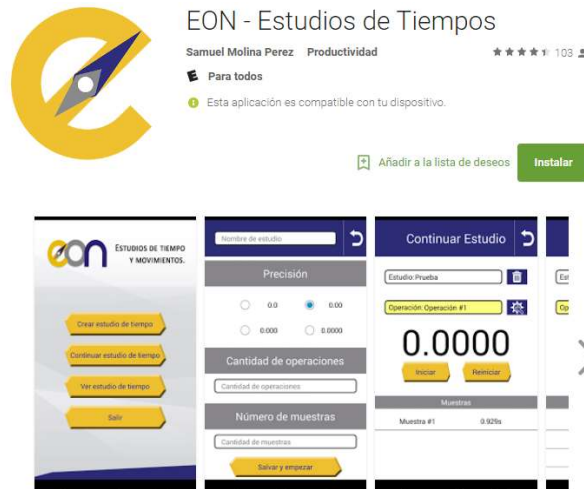 EON - Estudios de Tiempos
Samuel Molina Perez Productividad
103
E Para todos
Esta aplicación es compatible con tu dispositivo.
Añadir a la lista de deseos
Instalar
eon
ESTUDIOS DE TIEMPO
Y MOVIMIENTOS.
Crear estudio de tiempo
Continuar estudio de tiempo
Ver estudio de tiempo
Salir
Nombre de estudio
Precisión
0.0 0.00
0.000 0.0000
Cantidad de operaciones
Cantidad de operaciones
Número de muestras
Cantidad de muestras
Salvar y empezar
Continuar Estudio
Estudio: Prueba
Operación: Operación #1
0.0000
Iniciar Reiniciar
Muestras
Muestra #1 0.929s
Est
Op